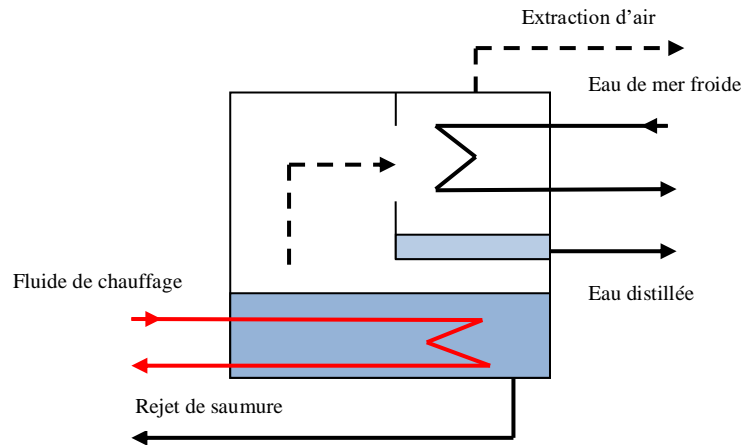 Extraction d’air
Eau de mer froide
Fluide de chauffage
Eau distillée
Rejet de saumure